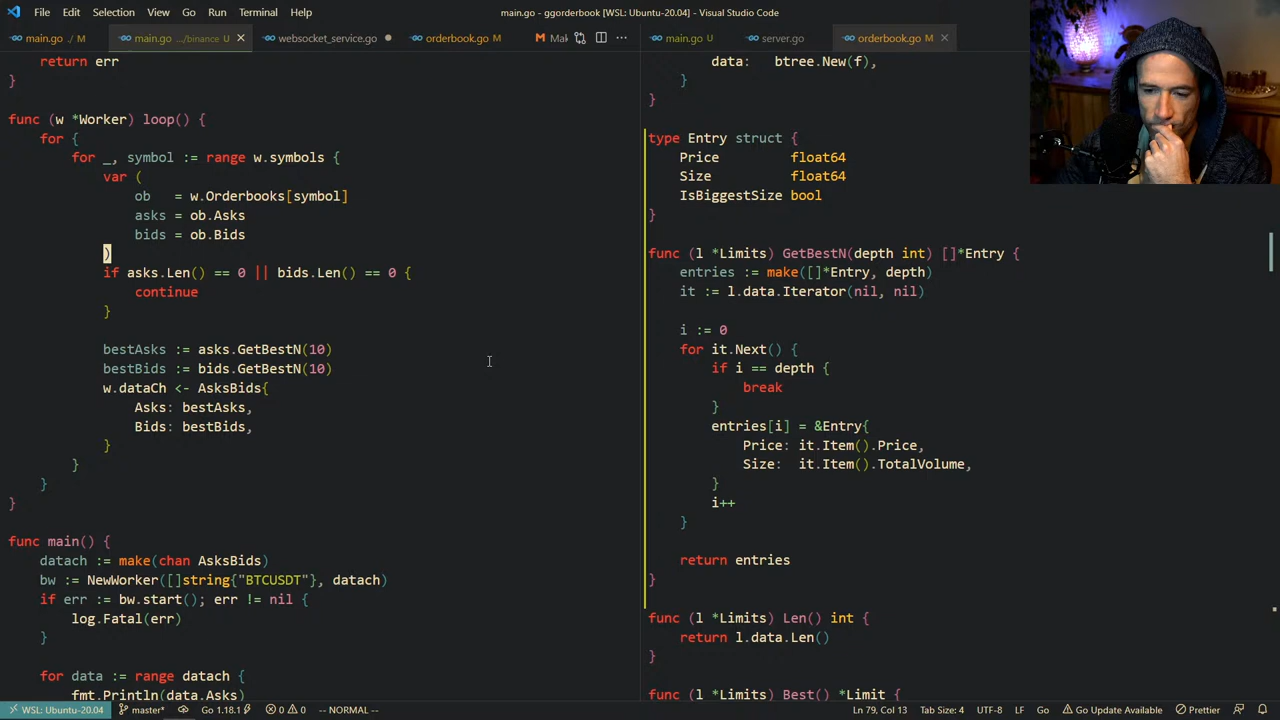 File Edit Selection View Go Run Terminal Help
main.go - ggorderbook [WSL: Ubuntu-20.04] - Visual Studio Code
main.go ./ M
main.go .../binance U
websocket_service.go
orderbook.go M
Mak
main.go U
server.go
orderbook.go M
return err
}
func (w *Worker) loop() {
for {
for _, symbol := range w.symbols {
var (
ob = w.Orderbooks[symbol]
asks = ob.Asks
bids = ob.Bids
)
if asks.Len() == 0 || bids.Len() == 0 {
continue
}
bestAsks := asks.GetBestN(10)
bestBids := bids.GetBestN(10)
w.dataCh <- AsksBids{
Asks: bestAsks,
Bids: bestBids,
}
}
}
}
func main() {
datach := make(chan AsksBids)
bw := NewWorker([]string{"BTCUSDT"}, datach)
if err := bw.start(); err != nil {
log.Fatal(err)
}
for data := range datach {
fmt.Println(data.Asks)
data: btree.New(f),
}
}
type Entry struct {
Price float64
Size float64
IsBiggestSize bool
}
func (l *Limits) GetBestN(depth int) []*Entry {
entries := make([]*Entry, depth)
it := l.data.Iterator(nil, nil)
i := 0
for it.Next() {
if i == depth {
break
}
entries[i] = &Entry{
Price: it.Item().Price,
Size: it.Item().TotalVolume,
}
i++
}
return entries
}
func (l *Limits) Len() int {
return l.data.Len()
}
func (l *Limits) Best() *Limit {
WSL: Ubuntu-20.04 master* Go 1.18.1 0 0 -- NORMAL -- Ln 79, Col 13 Tab Size: 4 UTF-8 LF Go Go Update Available Prettier